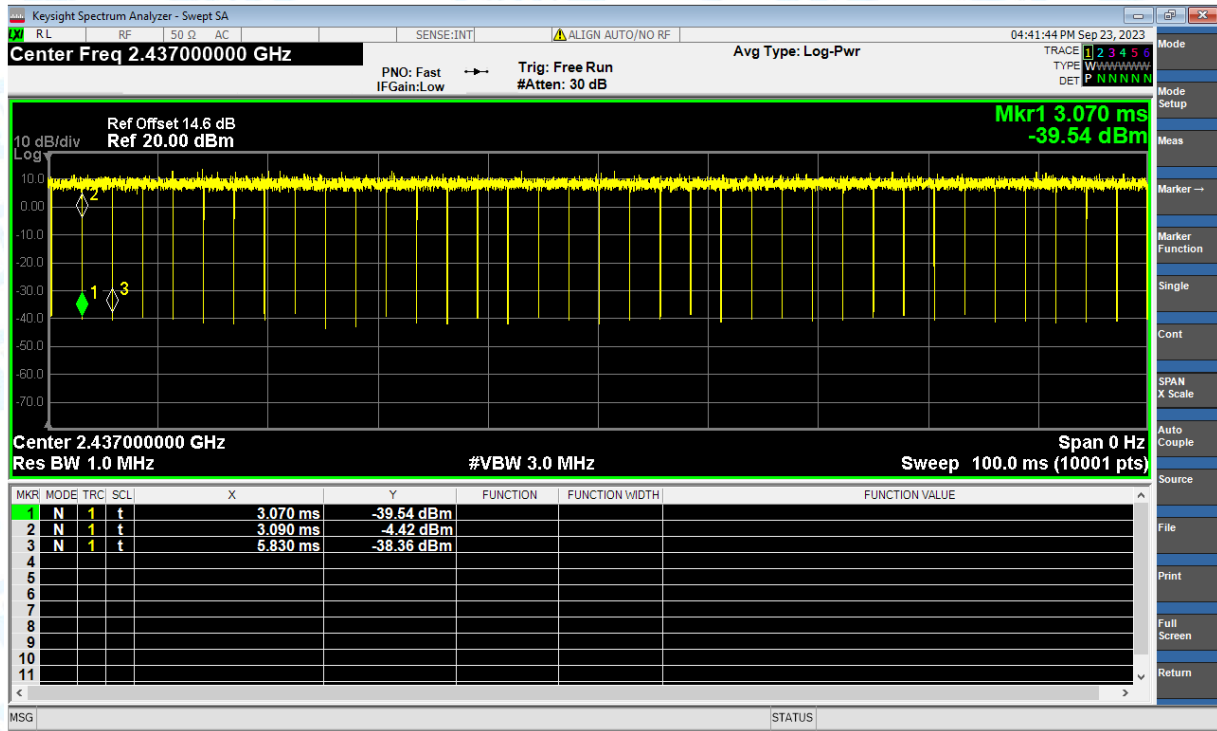 Keysight Spectrum Analyzer - Swept SA
LXI RL RF 50 Ω AC SENSE:INT ALIGN AUTO/NO RF 04:41:44 PM Sep 23, 2023
Center Freq 2.437000000 GHz
PNO: Fast
IFGain:Low
Trig: Free Run
#Atten: 30 dB
Avg Type: Log-Pwr
TRACE 1 2 3 4 5 6
TYPE WWWWWW
DET P N N N N N
Mkr1 3.070 ms
-39.54 dBm
Ref Offset 14.6 dB
10 dB/div Ref 20.00 dBm
Log
10.0
0.00
-10.0
-20.0
-30.0
-40.0
-50.0
-60.0
-70.0
2
1
3
Center 2.437000000 GHz Span 0 Hz
Res BW 1.0 MHz #VBW 3.0 MHz Sweep 100.0 ms (10001 pts)
MKR MODE TRC SCL X Y FUNCTION FUNCTION WIDTH FUNCTION VALUE
1 N 1 t 3.070 ms -39.54 dBm
2 N 1 t 3.090 ms -4.42 dBm
3 N 1 t 5.830 ms -38.36 dBm
4
5
6
7
8
9
10
11
MSG STATUS
Mode
Mode
Setup
Meas
Marker →
Marker
Function
Single
Cont
SPAN
X Scale
Auto
Couple
Source
File
Print
Full
Screen
Return